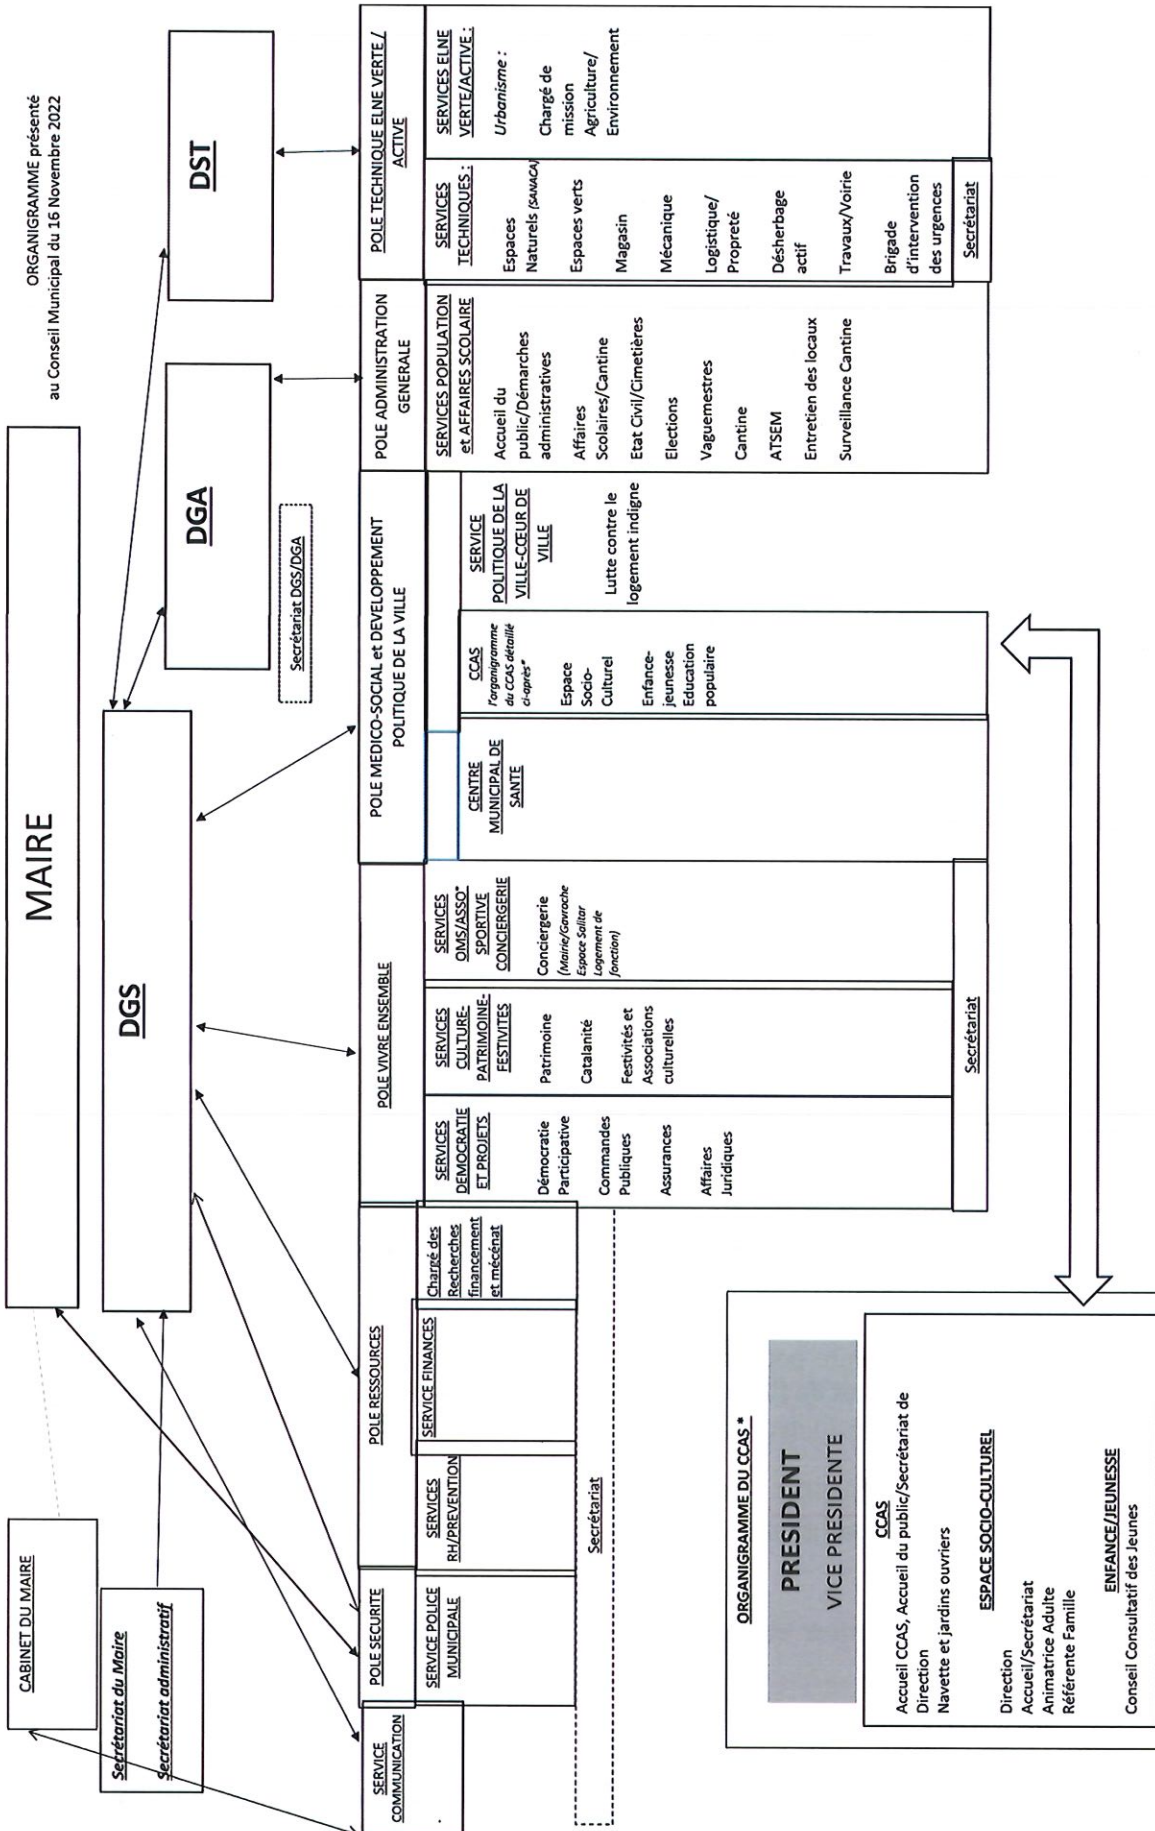 ORGANIGRAMME présenté
au Conseil Municipal du 16 Novembre 2022
MAIRE
CABINET DU MAIRE
Secrétariat du Maire
Secrétariat administratif
DGS
DGA
DST
Secrétariat DGS/DGA
SERVICE
COMMUNICATION
POLE SECURITE
SERVICE POLICE
MUNICIPALE
POLE RESSOURCES
SERVICES
RH/PREVENTION
SERVICE FINANCES
Chargé des
Recherches
financement
et mécénat
Secrétariat
POLE VIVRE ENSEMBLE
SERVICES
DEMOCRATIE
ET PROJETS
Démocratie
Participative
Commandes
Publiques
Assurances
Affaires
Juridiques
SERVICES
CULTURE-
PATRIMOINE-
FESTIVITES
Patrimoine
Catalanité
Festivités et
Associations
culturelles
SERVICES
OMS/ASSO°
SPORTIVE
CONCIERGERIE
Conciergerie
(Mairie/Gavroche
Espace Salitar
Logement de
fonction)
Secrétariat
POLE MEDICO-SOCIAL et DEVELOPPEMENT
POLITIQUE DE LA VILLE
CENTRE
MUNICIPAL DE
SANTE
CCAS
l'organigramme
du CCAS détaillé
ci-après*
Espace
Socio-
Culturel
Enfance-
jeunesse
Education
populaire
SERVICE
POLITIQUE DE LA
VILLE-CŒUR DE
VILLE
Lutte contre le
logement indigne
POLE ADMINISTRATION
GENERALE
SERVICES POPULATION
et AFFAIRES SCOLAIRE
Accueil du
public/Démarches
administratives
Affaires
Scolaires/Cantine
Etat Civil/Cimetières
Elections
Vaguemestres
Cantine
ATSEM
Entretien des locaux
Surveillance Cantine
POLE TECHNIQUE ELNE VERTE /
ACTIVE
SERVICES
TECHNIQUES :
Espaces
Naturels (SANACA)
Espaces verts
Magasin
Mécanique
Logistique/
Propreté
Désherbage
actif
Travaux/Voirie
Brigade
d'intervention
des urgences
Secrétariat
SERVICES ELNE
VERTE/ACTIVE :
Urbanisme :
Chargé de
mission
Agriculture/
Environnement
ORGANIGRAMME DU CCAS *
PRESIDENT
VICE PRESIDENTE
CCAS
Accueil CCAS, Accueil du public/Secrétariat de
Direction
Navette et jardins ouvriers
ESPACE SOCIO-CULTUREL
Direction
Accueil/Secrétariat
Animatrice Adulte
Référente Famille
ENFANCE/JEUNESSE
Conseil Consultatif des Jeunes